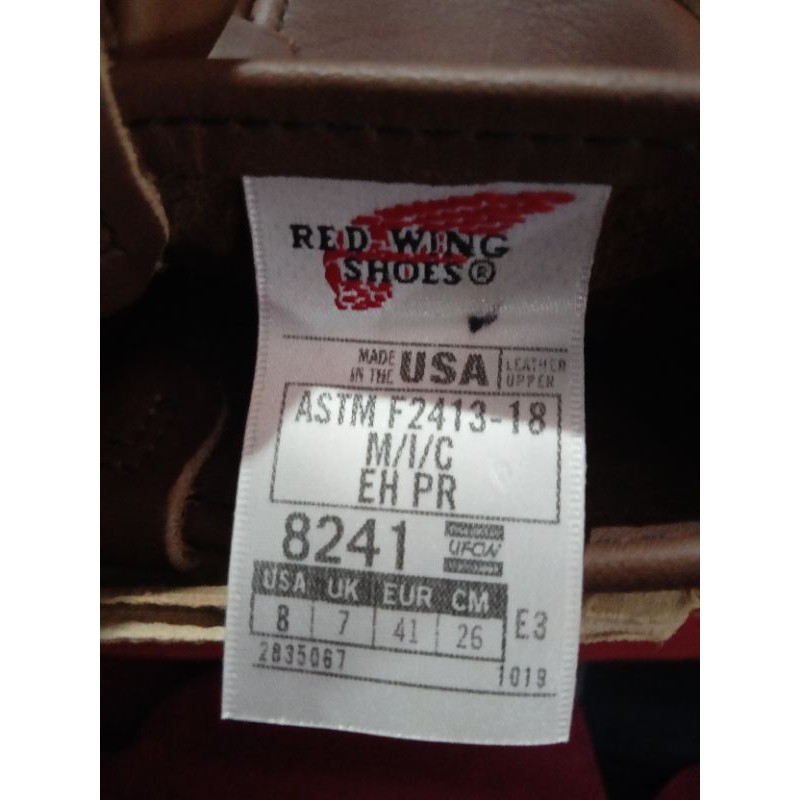 RED WING
SHOES®
MADE
IN THE
USA
LEATHER
UPPER
ASTM F2413-18
M/I/C
EH PR
8241
UFCW
USA UK EUR CM
8 7 41 26
E3
2835067
1019